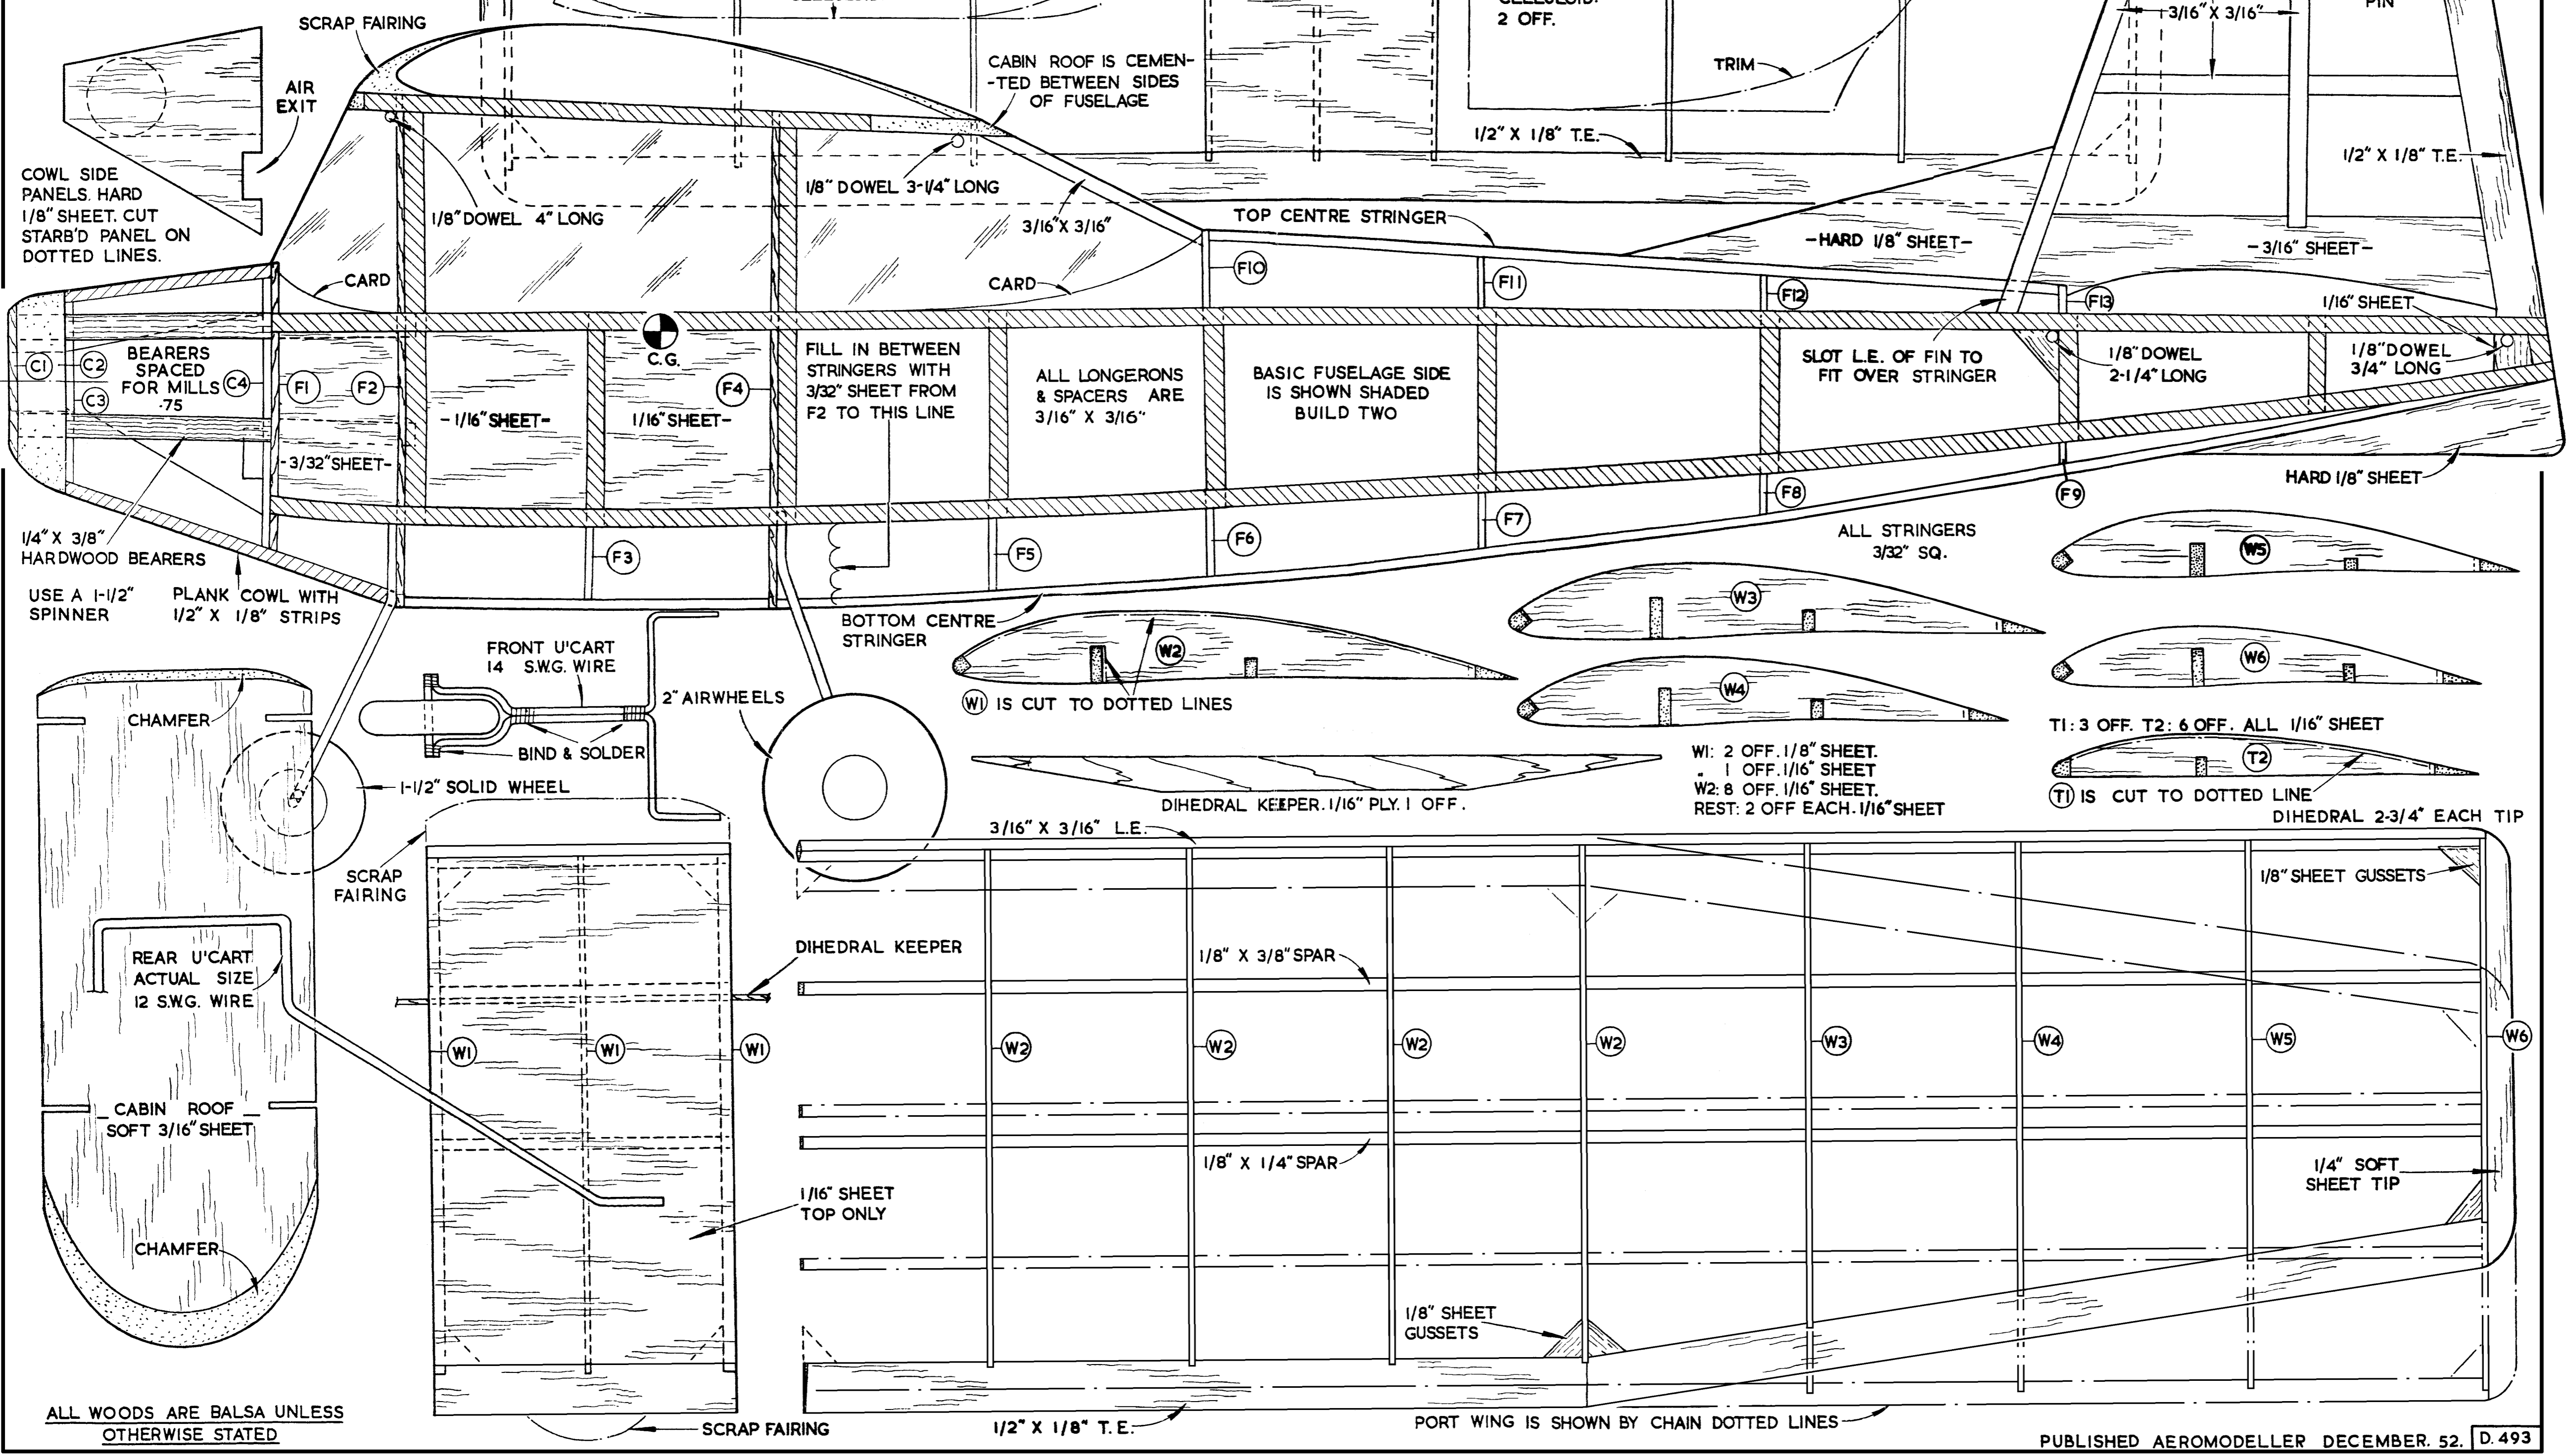 SCRAP FAIRING
2 OFF.
3/16" X 3/16"
CABIN ROOF IS CEMEN-
-TED BETWEEN SIDES
OF FUSELAGE
TRIM
AIR
EXIT
1/2" X 1/8" T.E.
1/2" X 1/8" T.E.
COWL SIDE
PANELS. HARD
1/8" SHEET. CUT
STARB'D PANEL ON
DOTTED LINES.
1/8" DOWEL 4" LONG
1/8" DOWEL 3-1/4" LONG
3/16" X 3/16"
TOP CENTRE STRINGER
-HARD 1/8" SHEET-
-3/16" SHEET-
CARD
CARD
F10
F11
F12
F13
1/16" SHEET
C1
C2
C3
BEARERS
SPACED
FOR MILLS
.75
C4
F1
F2
C.G.
F4
-1/16" SHEET-
1/16" SHEET-
-3/32" SHEET-
FILL IN BETWEEN
STRINGERS WITH
3/32" SHEET FROM
F2 TO THIS LINE
ALL LONGERONS
& SPACERS ARE
3/16" X 3/16"
BASIC FUSELAGE SIDE
IS SHOWN SHADED
BUILD TWO
SLOT L.E. OF FIN TO
FIT OVER STRINGER
1/8" DOWEL
2-1/4" LONG
1/8" DOWEL
3/4" LONG
HARD 1/8" SHEET
F3
F5
F6
F7
F8
F9
1/4" X 3/8"
HARDWOOD BEARERS
USE A 1-1/2"
SPINNER
PLANK COWL WITH
1/2" X 1/8" STRIPS
ALL STRINGERS
3/32" SQ.
BOTTOM CENTRE
STRINGER
W5
W3
W2
W6
W4
W1 IS CUT TO DOTTED LINES
FRONT U'CART
14 S.W.G. WIRE
BIND & SOLDER
2" AIRWHEELS
CHAMFER
1-1/2" SOLID WHEEL
T1: 3 OFF. T2: 6 OFF. ALL 1/16" SHEET
T2
T1 IS CUT TO DOTTED LINE
W1: 2 OFF. 1/8" SHEET.
" 1 OFF. 1/16" SHEET
W2: 8 OFF. 1/16" SHEET.
REST: 2 OFF EACH. 1/16" SHEET
DIHEDRAL KEEPER. 1/16" PLY. 1 OFF.
DIHEDRAL 2-3/4" EACH TIP
3/16" X 3/16" L.E.
SCRAP
FAIRING
1/8" SHEET GUSSETS
REAR U'CART
ACTUAL SIZE
12 S.W.G. WIRE
DIHEDRAL KEEPER
1/8" X 3/8" SPAR
W1
W1
W1
W2
W2
W2
W2
W3
W4
W5
W6
CABIN ROOF
SOFT 3/16" SHEET
1/8" X 1/4" SPAR
1/4" SOFT
SHEET TIP
1/16" SHEET
TOP ONLY
CHAMFER
1/8" SHEET
GUSSETS
ALL WOODS ARE BALSA UNLESS
OTHERWISE STATED
SCRAP FAIRING
1/2" X 1/8" T.E.
PORT WING IS SHOWN BY CHAIN DOTTED LINES
PUBLISHED AEROMODELLER DECEMBER. 52.
D. 493